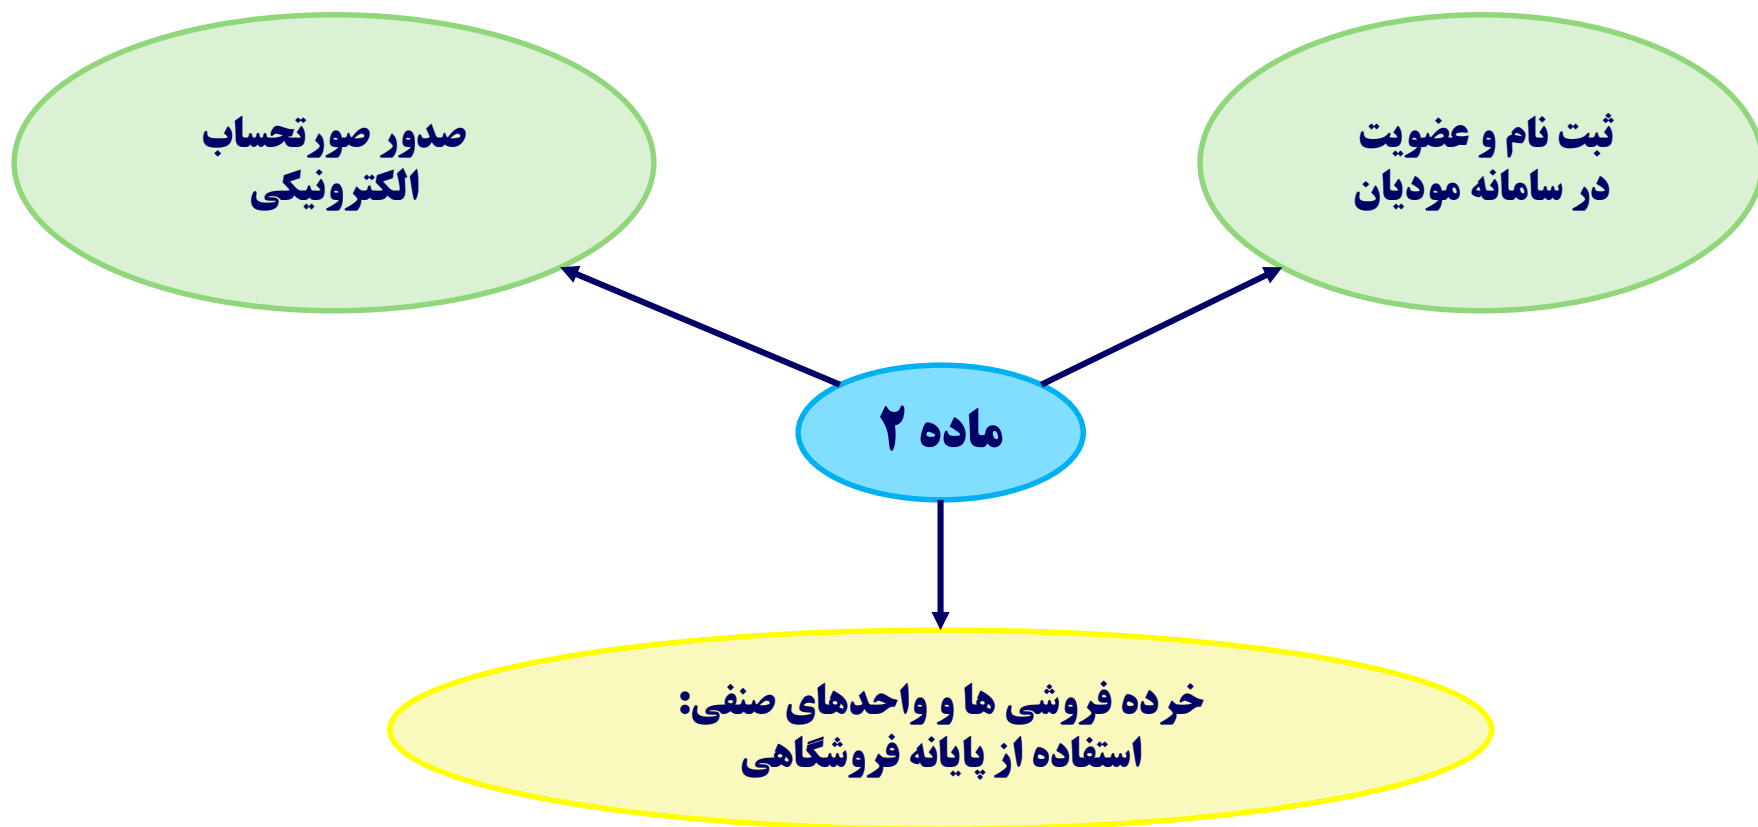 ثبت نام و عضویت
در سامانه مودیان
صدور صورتحساب
الکترونیکی
ماده ۲
خرده فروشی ها و واحدهای صنفی:
استفاده از پایانه فروشگاهی